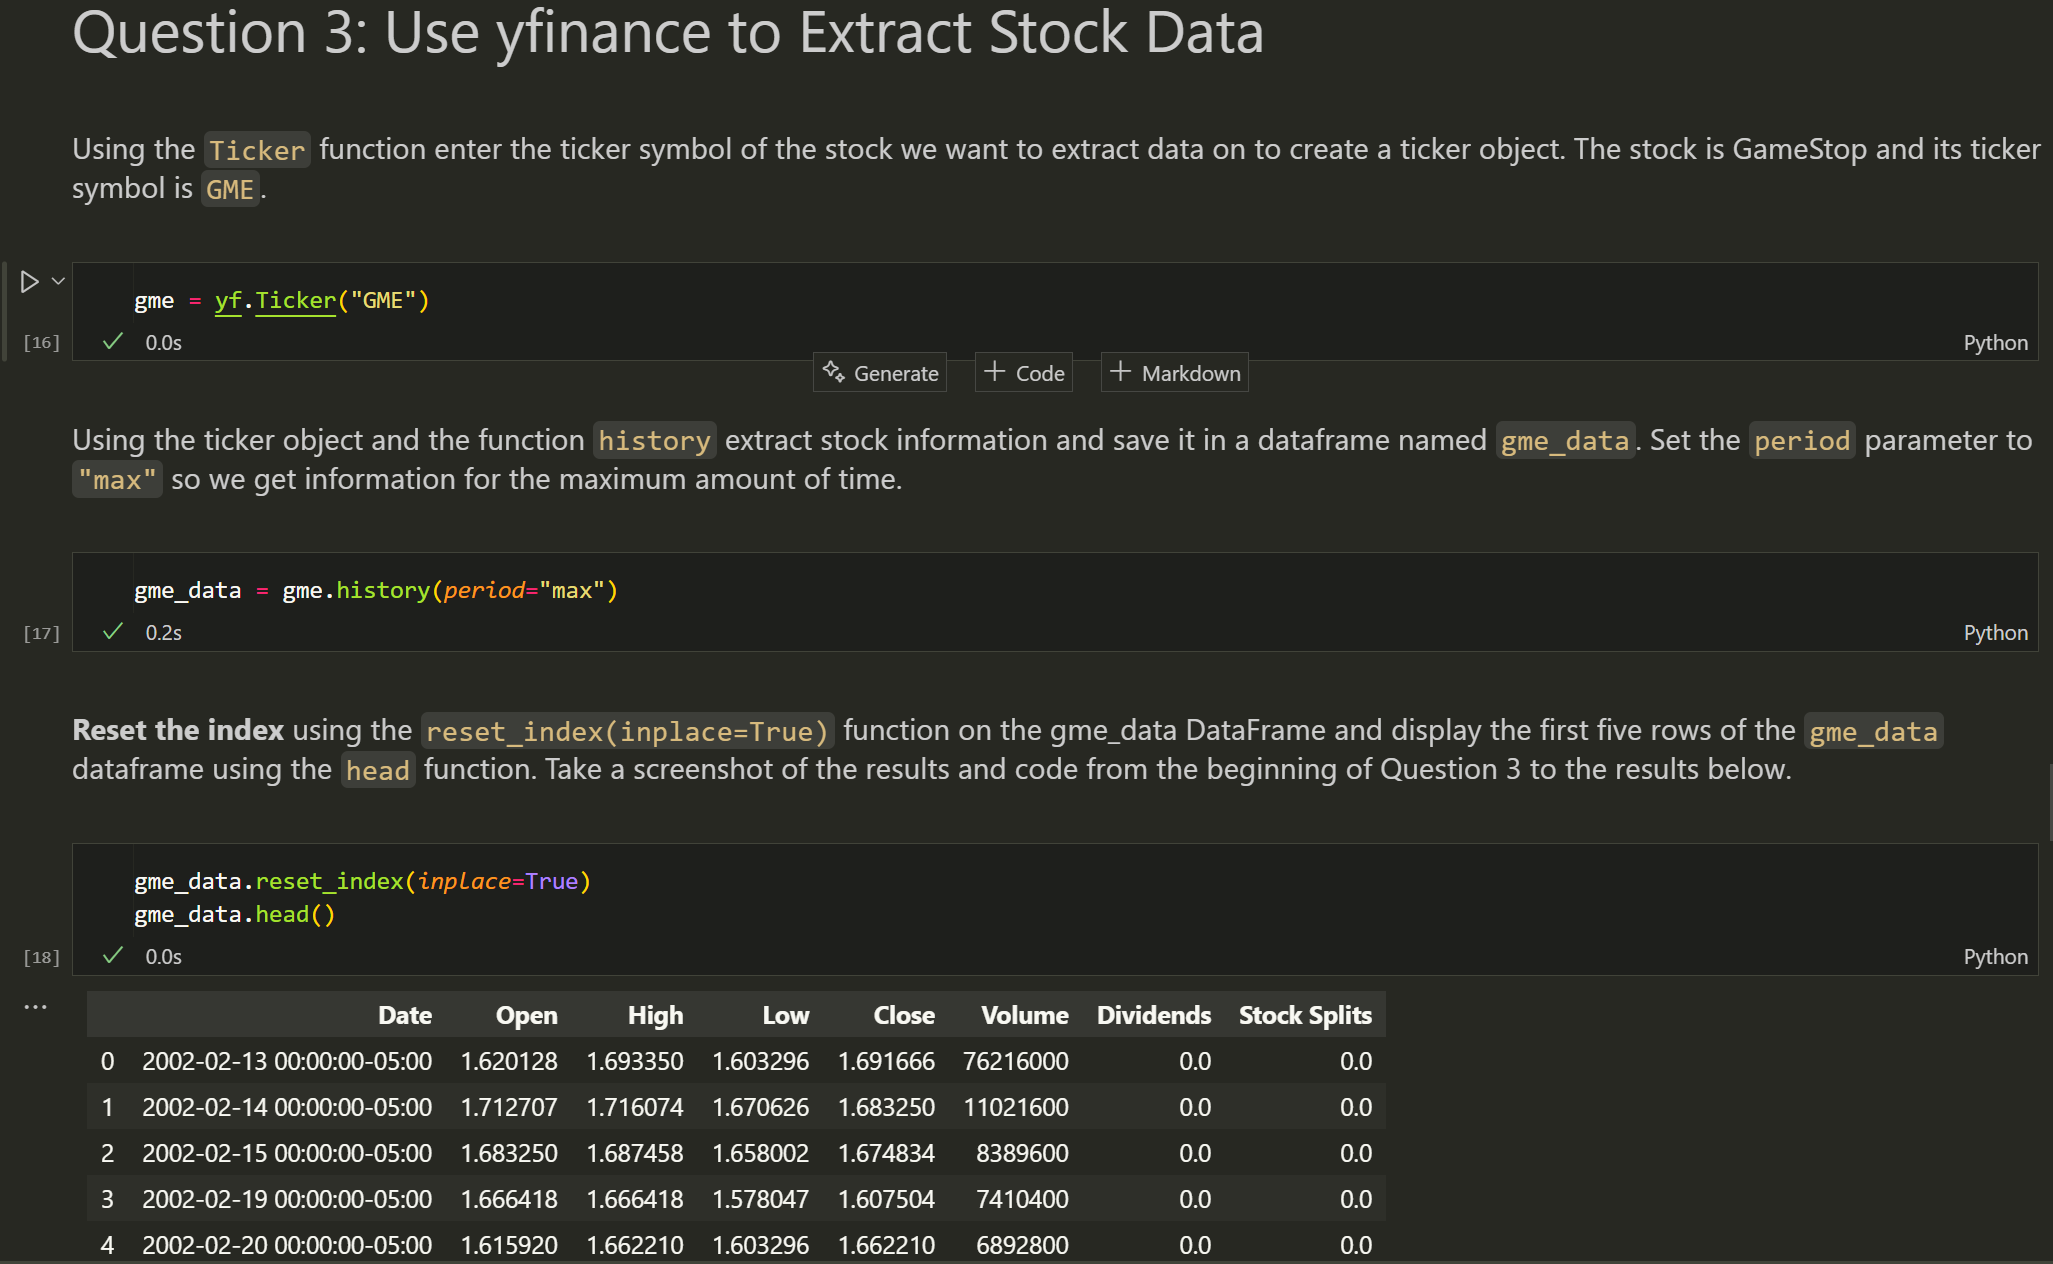 Question 3: Use yfinance to Extract Stock Data
Using the Ticker function enter the ticker symbol of the stock we want to extract data on to create a ticker object. The stock is GameStop and its ticker
symbol is GME.
gme = yf.Ticker("GME")
[16] 0.0s Python
Generate Code Markdown
Using the ticker object and the function history extract stock information and save it in a dataframe named gme_data. Set the period parameter to
"max" so we get information for the maximum amount of time.
gme_data = gme.history(period="max")
[17] 0.2s Python
Reset the index using the reset_index(inplace=True) function on the gme_data DataFrame and display the first five rows of the gme_data
dataframe using the head function. Take a screenshot of the results and code from the beginning of Question 3 to the results below.
gme_data.reset_index(inplace=True)
gme_data.head()
[18] 0.0s Python
Date Open High Low Close Volume Dividends Stock Splits
0 2002-02-13 00:00:00-05:00 1.620128 1.693350 1.603296 1.691666 76216000 0.0 0.0
1 2002-02-14 00:00:00-05:00 1.712707 1.716074 1.670626 1.683250 11021600 0.0 0.0
2 2002-02-15 00:00:00-05:00 1.683250 1.687458 1.658002 1.674834 8389600 0.0 0.0
3 2002-02-19 00:00:00-05:00 1.666418 1.666418 1.578047 1.607504 7410400 0.0 0.0
4 2002-02-20 00:00:00-05:00 1.615920 1.662210 1.603296 1.662210 6892800 0.0 0.0